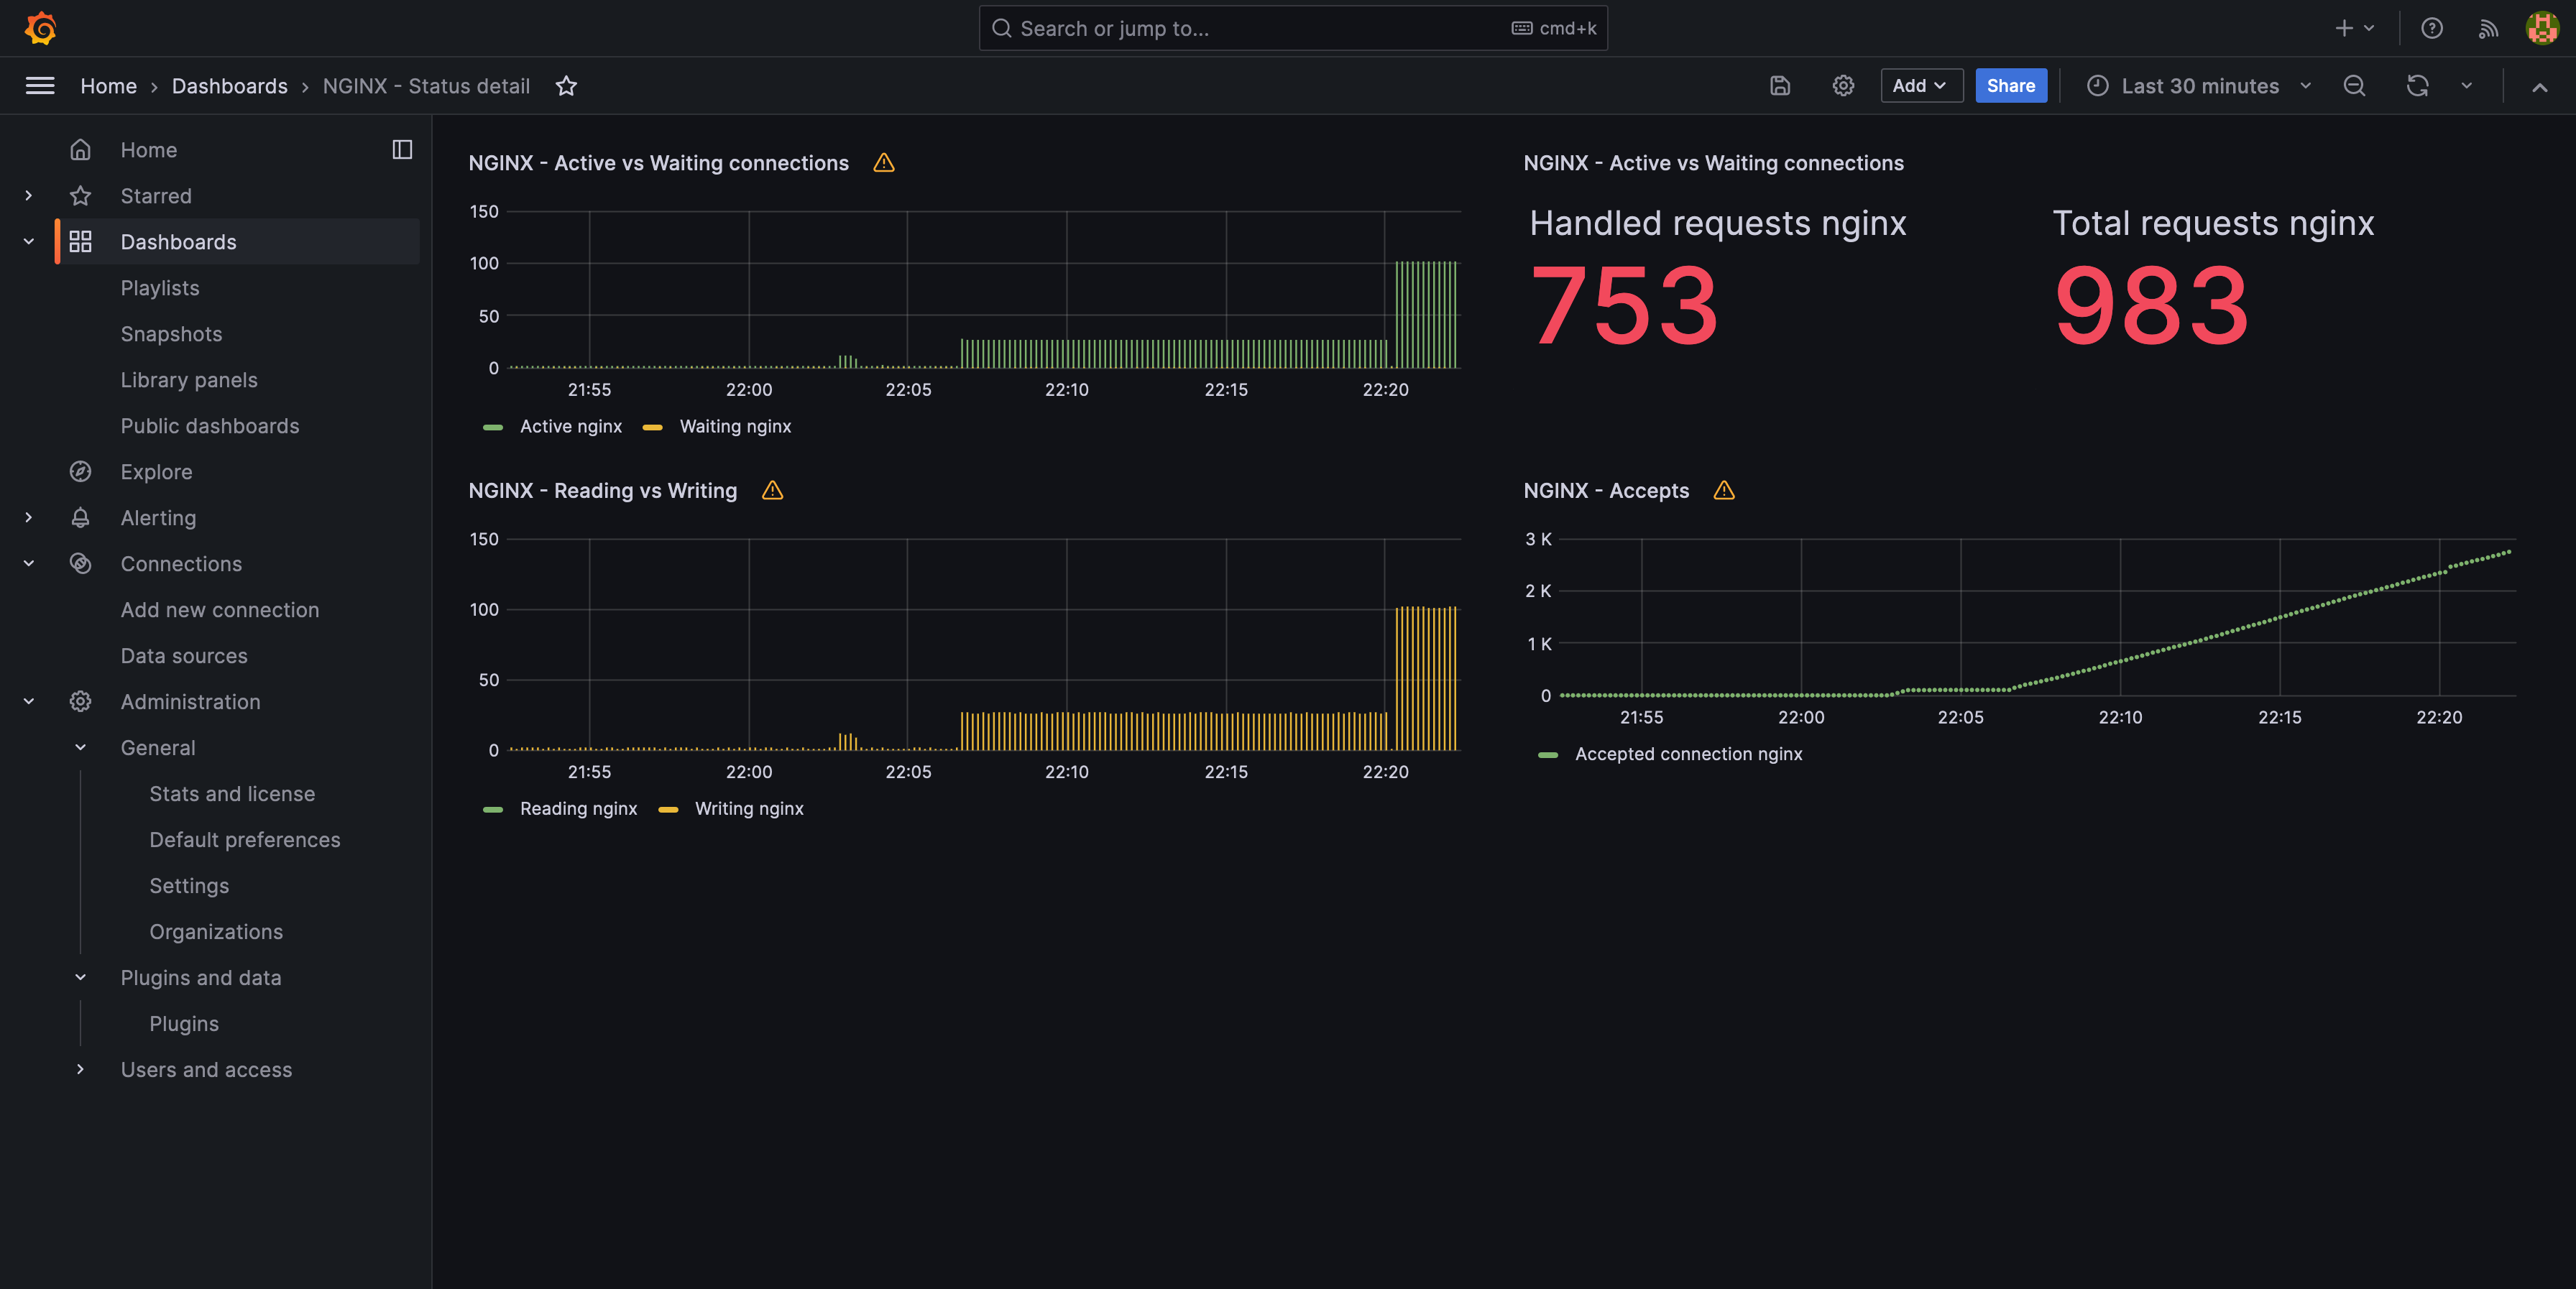 Search or jump to...
cmd+k
Home
Dashboards
NGINX - Status detail
Add
Share
Last 30 minutes
Home
Starred
Dashboards
Playlists
Snapshots
Library panels
Public dashboards
Explore
Alerting
Connections
Add new connection
Data sources
Administration
General
Stats and license
Default preferences
Settings
Organizations
Plugins and data
Plugins
Users and access
NGINX - Active vs Waiting connections
150
100
50
0
21:55 22:00 22:05 22:10 22:15 22:20
Active nginx Waiting nginx
NGINX - Active vs Waiting connections
Handled requests nginx
753
Total requests nginx
983
NGINX - Reading vs Writing
150
100
50
0
21:55 22:00 22:05 22:10 22:15 22:20
Reading nginx Writing nginx
NGINX - Accepts
3 K
2 K
1 K
0
21:55 22:00 22:05 22:10 22:15 22:20
Accepted connection nginx